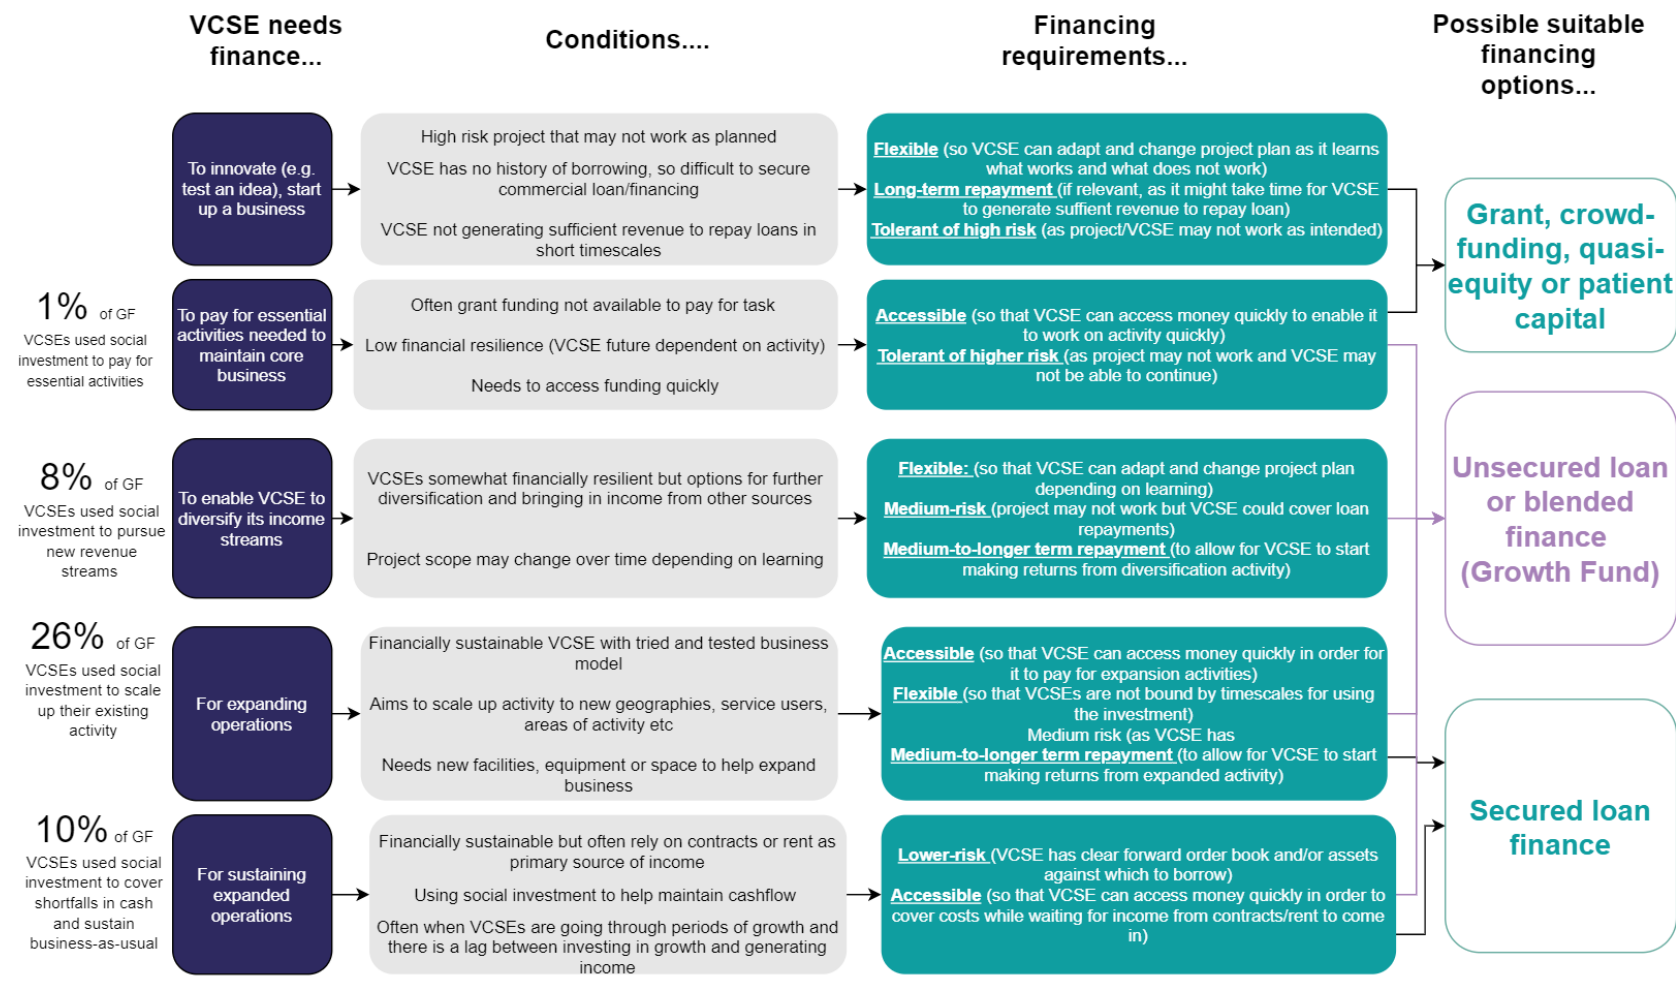 VCSE needs
finance...
Conditions....
Financing
requirements...
Possible suitable
financing
options...
To innovate (e.g.
test an idea), start
up a business
High risk project that may not work as planned
VCSE has no history of borrowing, so difficult to secure
commercial loan/financing
VCSE not generating sufficient revenue to repay loans in
short timescales
Flexible (so VCSE can adapt and change project plan as it learns
what works and what does not work)
Long-term repayment (if relevant, as it might take time for VCSE
to generate suffient revenue to repay loan)
Tolerant of high risk (as project/VCSE may not work as intended)
1% of GF
VCSEs used social
investment to pay for
essential activities
To pay for essential
activities needed to
maintain core
business
Often grant funding not available to pay for task
Low financial resilience (VCSE future dependent on activity)
Needs to access funding quickly
Accessible (so that VCSE can access money quickly to enable it
to work on activity quickly)
Tolerant of higher risk (as project may not work and VCSE may
not be able to continue)
Grant, crowd-
funding, quasi-
equity or patient
capital
8% of GF
VCSEs used social
investment to pursue
new revenue
streams
To enable VCSE to
diversify its income
streams
VCSEs somewhat financially resilient but options for further
diversification and bringing in income from other sources
Project scope may change over time depending on learning
Flexible: (so that VCSE can adapt and change project plan
depending on learning)
Medium-risk (project may not work but VCSE could cover loan
repayments)
Medium-to-longer term repayment (to allow for VCSE to start
making returns from diversification activity)
Unsecured loan
or blended
finance
(Growth Fund)
26% of GF
VCSEs used social
investment to scale
up their existing
activity
For expanding
operations
Financially sustainable VCSE with tried and tested business
model
Aims to scale up activity to new geographies, service users,
areas of activity etc
Needs new facilities, equipment or space to help expand
business
Accessible (so that VCSE can access money quickly in order for
it to pay for expansion activities)
Flexible (so that VCSEs are not bound by timescales for using
the investment)
Medium risk (as VCSE has
Medium-to-longer term repayment (to allow for VCSE to start
making returns from expanded activity)
10% of GF
VCSEs used social
investment to cover
shortfalls in cash
and sustain
business-as-usual
For sustaining
expanded
operations
Financially sustainable but often rely on contracts or rent as
primary source of income
Using social investment to help maintain cashflow
Often when VCSEs are going through periods of growth and
there is a lag between investing in growth and generating
income
Lower-risk (VCSE has clear forward order book and/or assets
against which to borrow)
Accessible (so that VCSE can access money quickly in order to
cover costs while waiting for income from contracts/rent to come
in)
Secured loan
finance